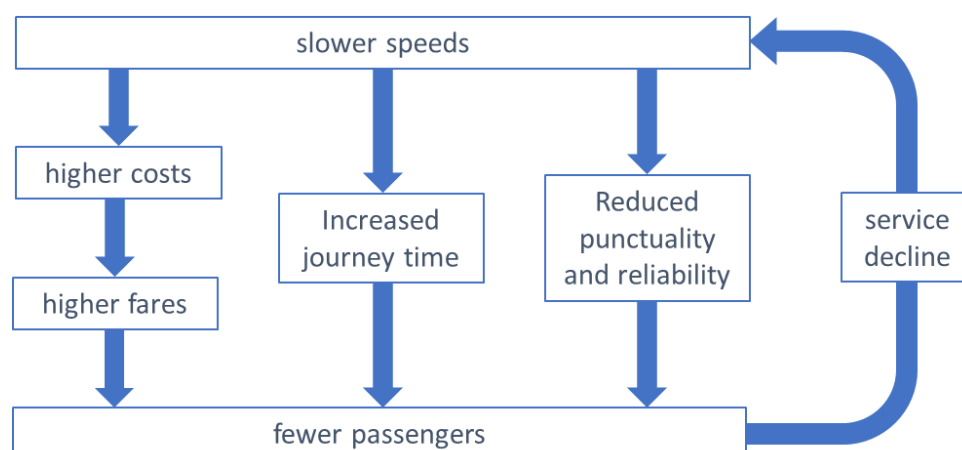 slower speeds
higher costs
higher fares
Increased
journey time
Reduced
punctuality
and reliability
service
decline
fewer passengers